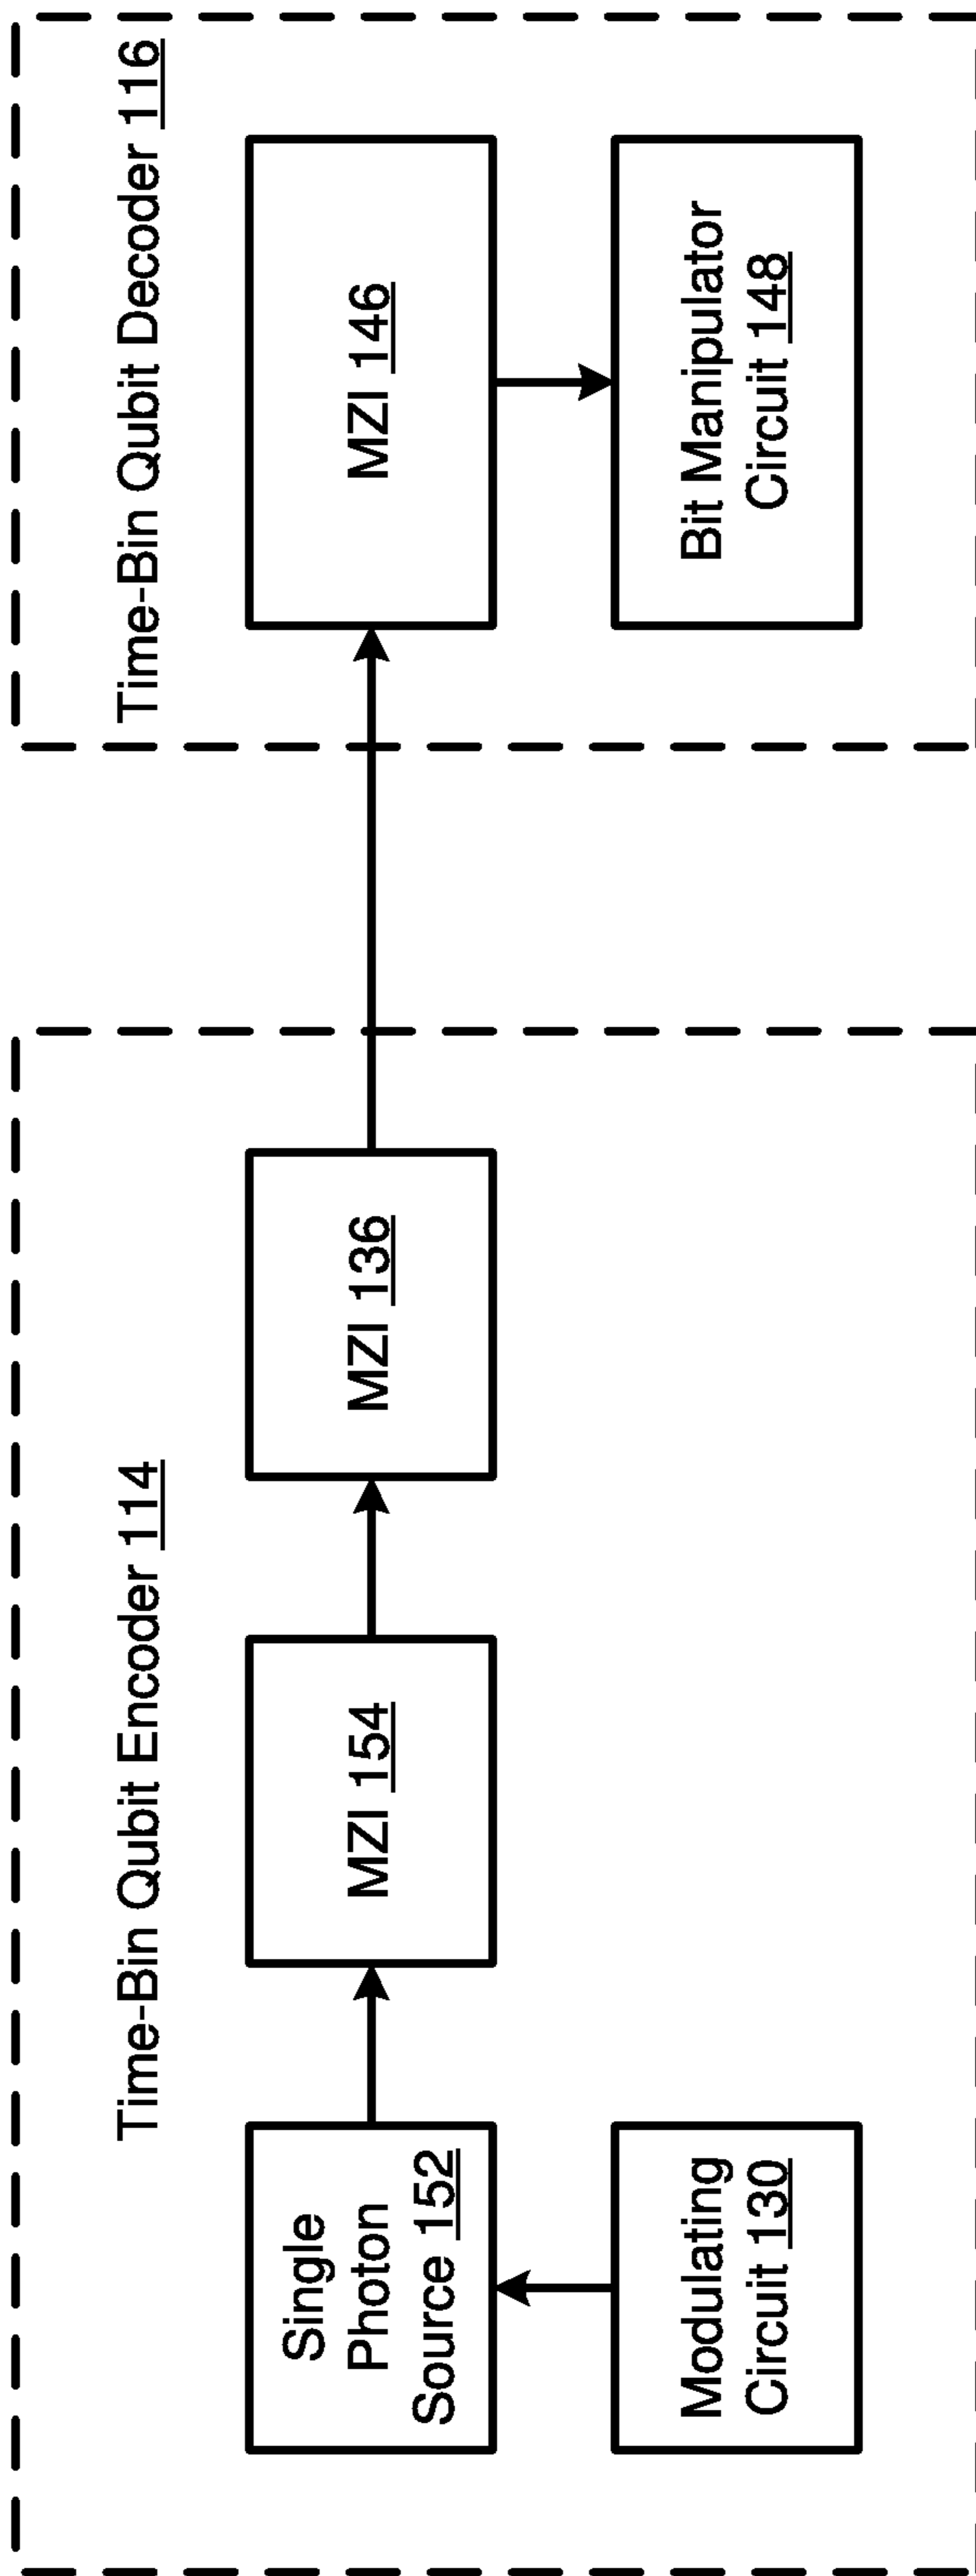 Time-Bin Qubit Encoder 114
Single
Photon
Source 152
MZI 154
MZI 136
Modulating
Circuit 130
Time-Bin Qubit Decoder 116
MZI 146
Bit Manipulator
Circuit 148